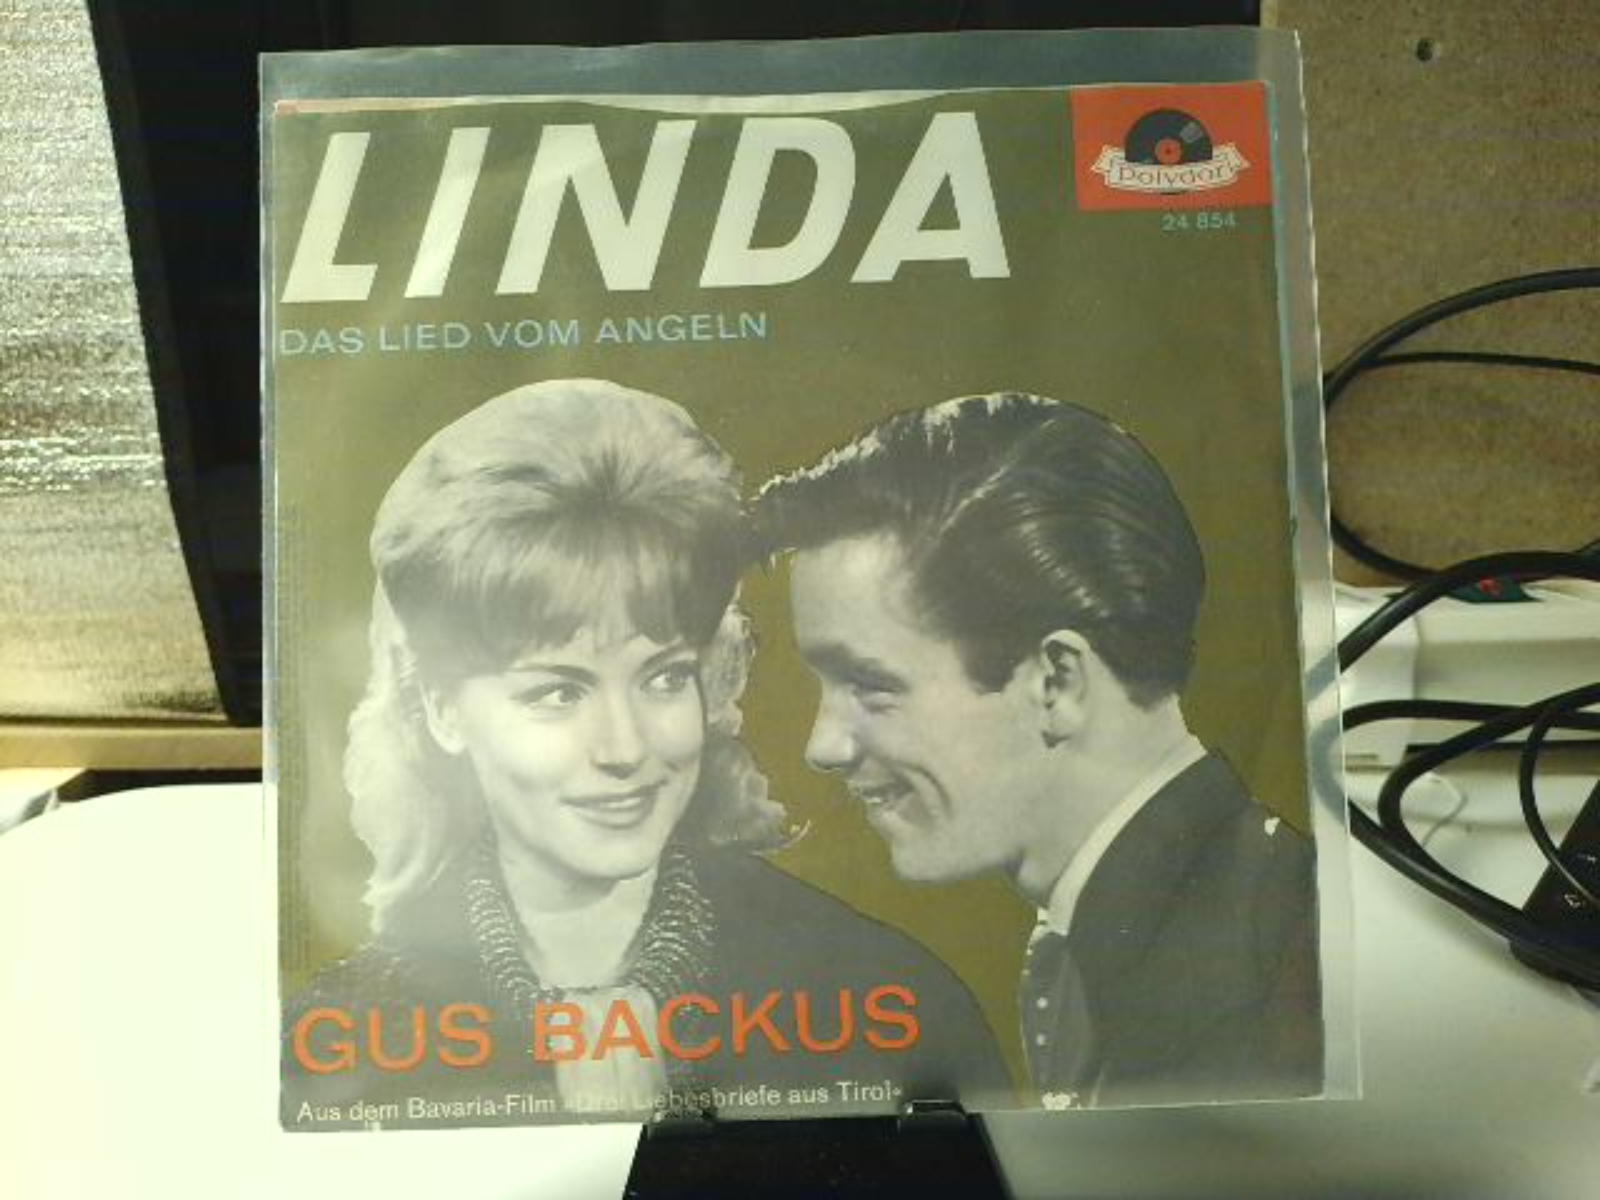 LINDA
polydor
24 854
DAS LIED VOM ANGELN
GUS BACKUS
Aus dem Bavaria-Film »Drei Liebesbriefe aus Tirol«